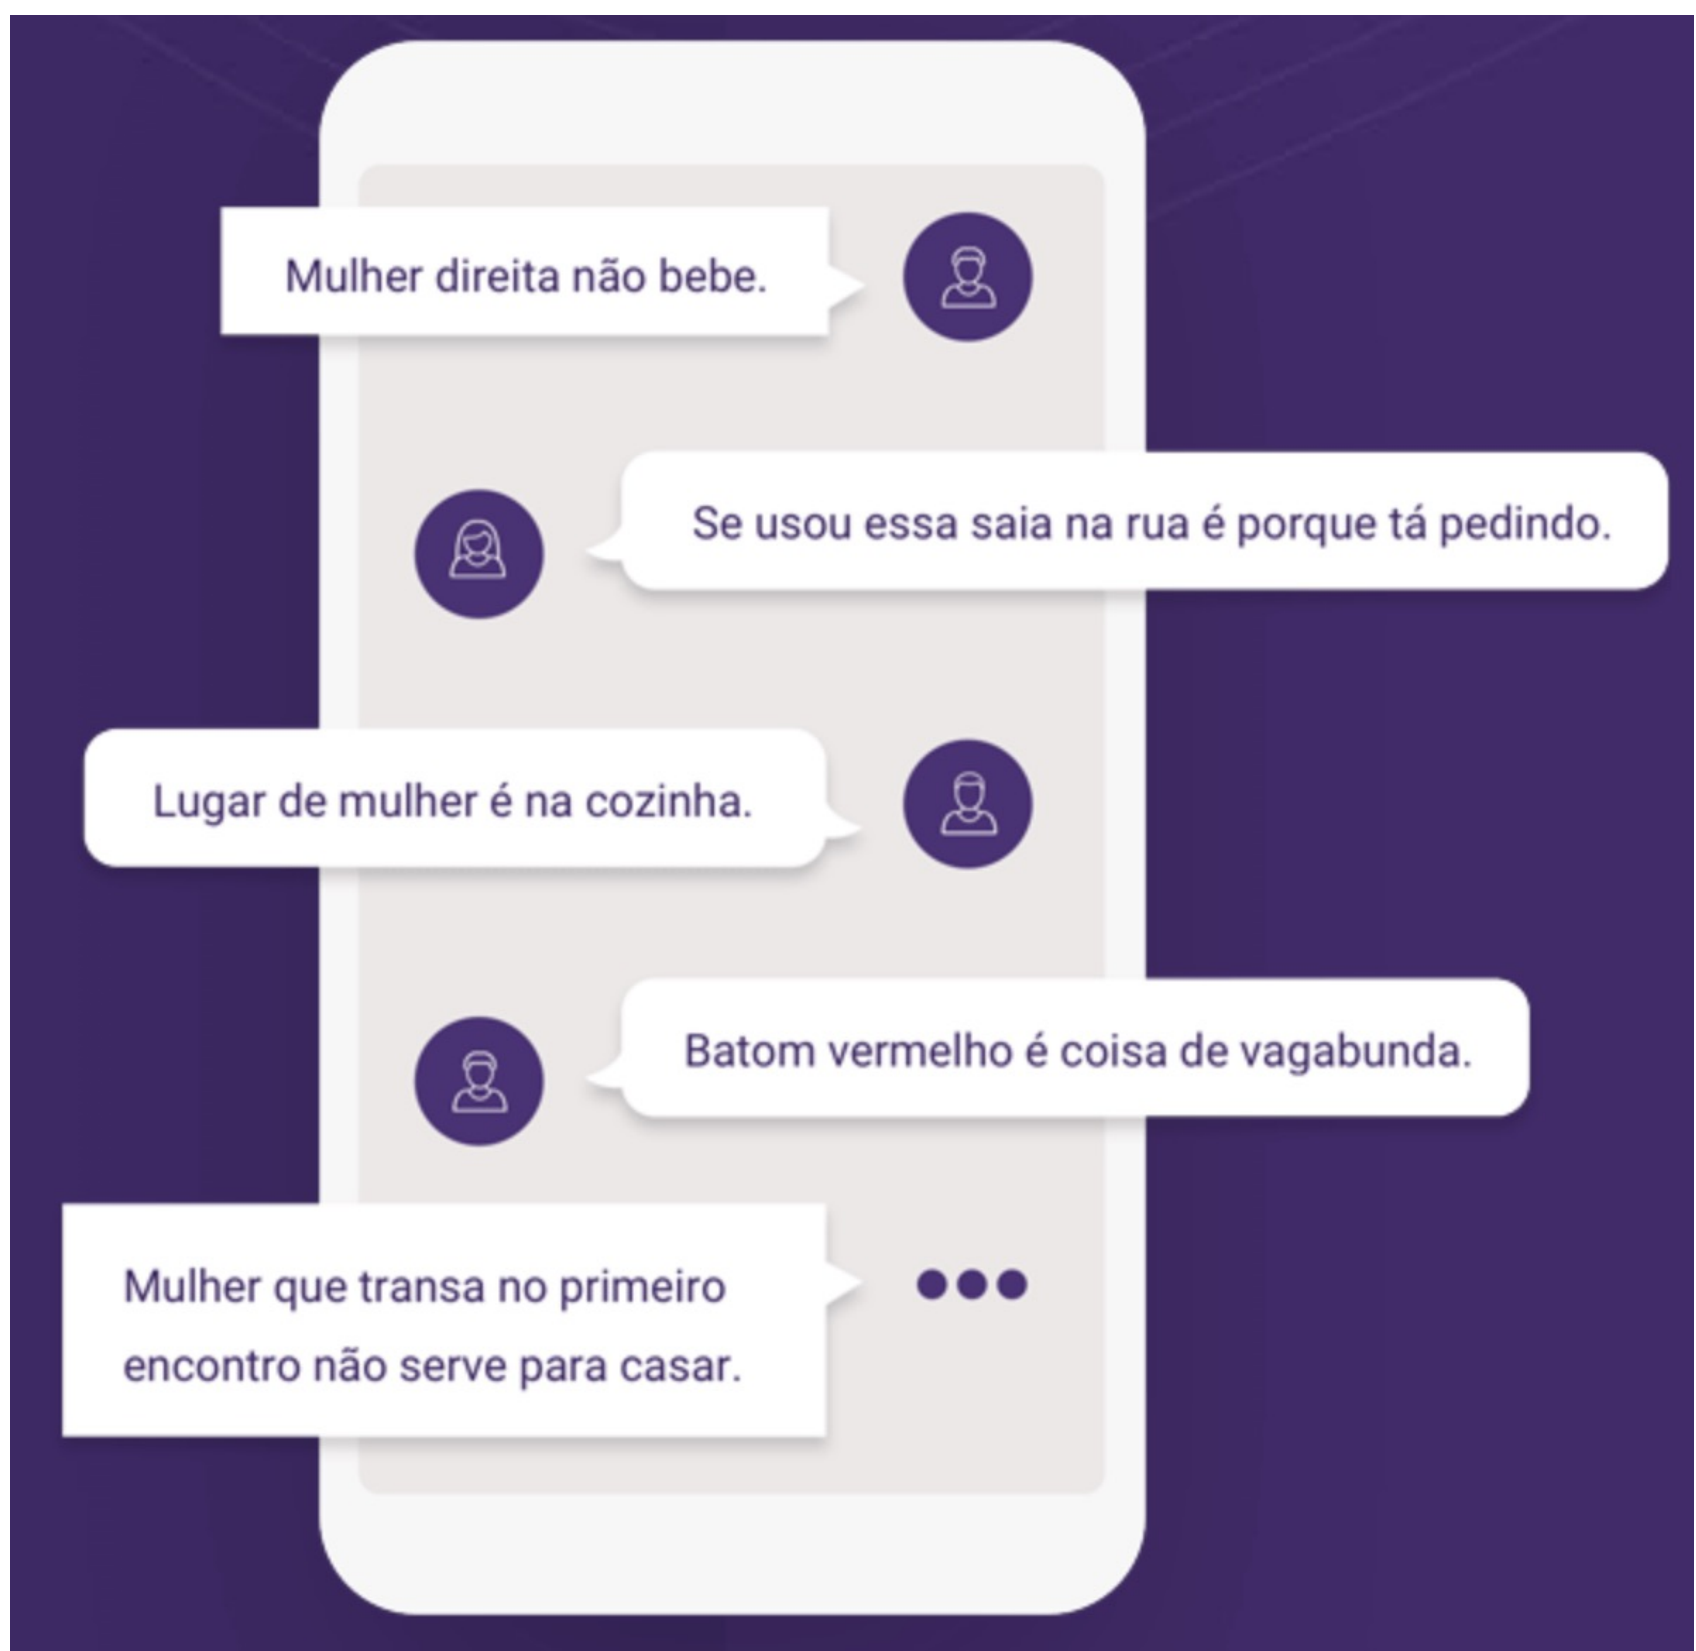 Mulher direita não bebe.
Se usou essa saia na rua é porque tá pedindo.
Lugar de mulher é na cozinha.
Batom vermelho é coisa de vagabunda.
Mulher que transa no primeiro
encontro não serve para casar.